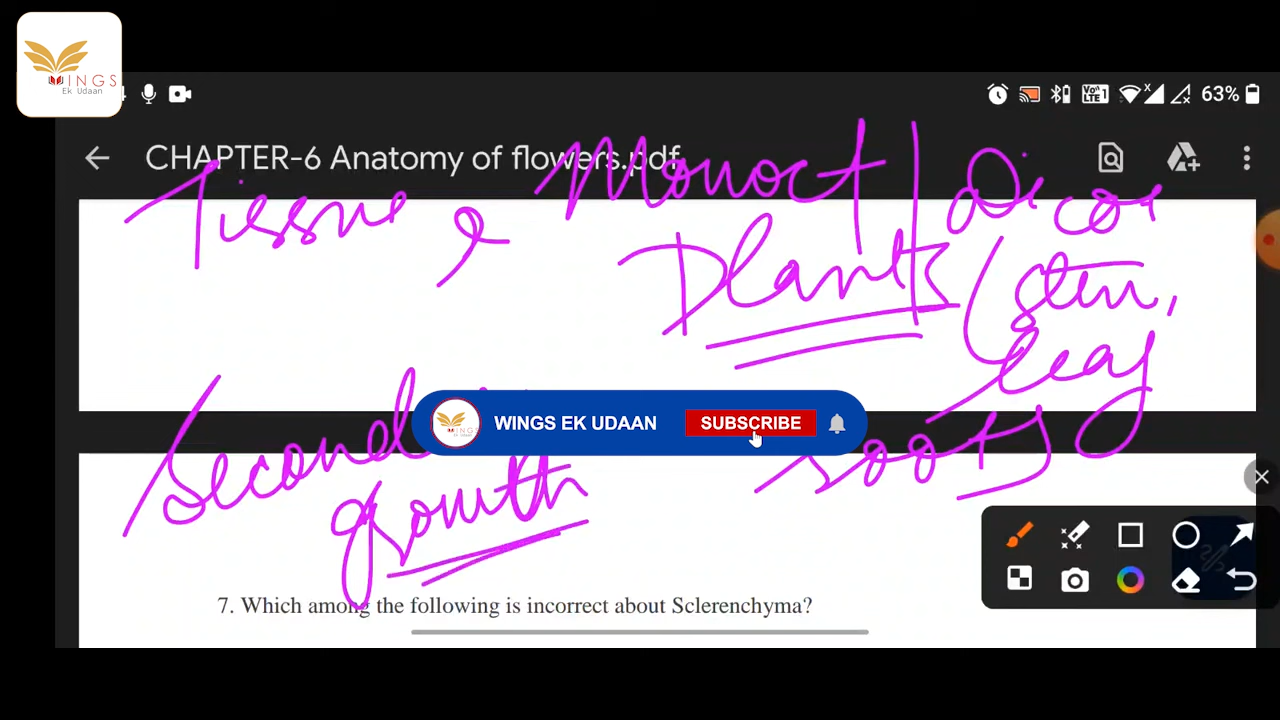 WINGS
Ek Udaan
63%
CHAPTER-6 Anatomy of flowers.pdf
Tissue &
Monoct / Dicot
Plants (stem,
leaf
roots
WINGS EK UDAAN
SUBSCRIBE
growth
7. Which among the following is incorrect about Sclerenchyma?